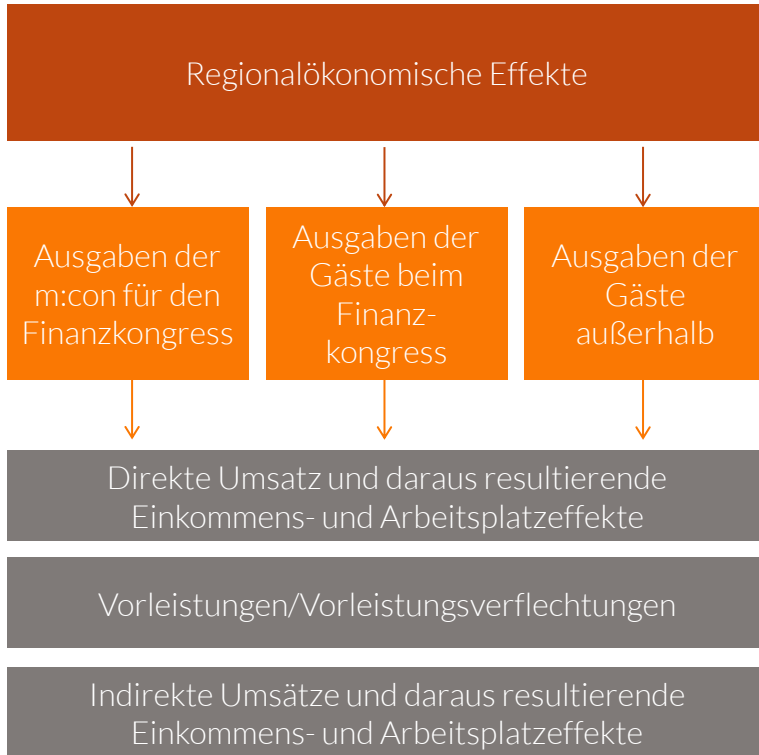 Regionalökonomische Effekte
Ausgaben der
m:con für den
Finanzkongress
Ausgaben der
Gäste beim
Finanz-
kongress
Ausgaben der
Gäste
außerhalb
Direkte Umsatz und daraus resultierende
Einkommens- und Arbeitsplatzeffekte
Vorleistungen/Vorleistungsverflechtungen
Indirekte Umsätze und daraus resultierende
Einkommens- und Arbeitsplatzeffekte